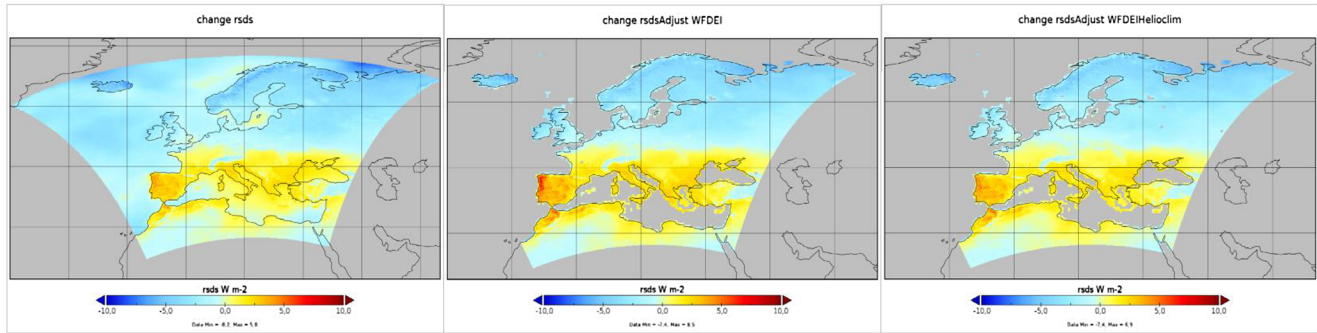 change rsds
rsds W m-2
-10,0 -5,0 0,0 5,0 10,0
Data Min = -8,2, Max = 5,8
change rsdsAdjust WFDEI
rsds W m-2
-10,0 -5,0 0,0 5,0 10,0
Data Min = -7,4, Max = 8,5
change rsdsAdjust WFDEIHelioclim
rsds W m-2
-10,0 -5,0 0,0 5,0 10,0
Data Min = -7,4, Max = 6,9